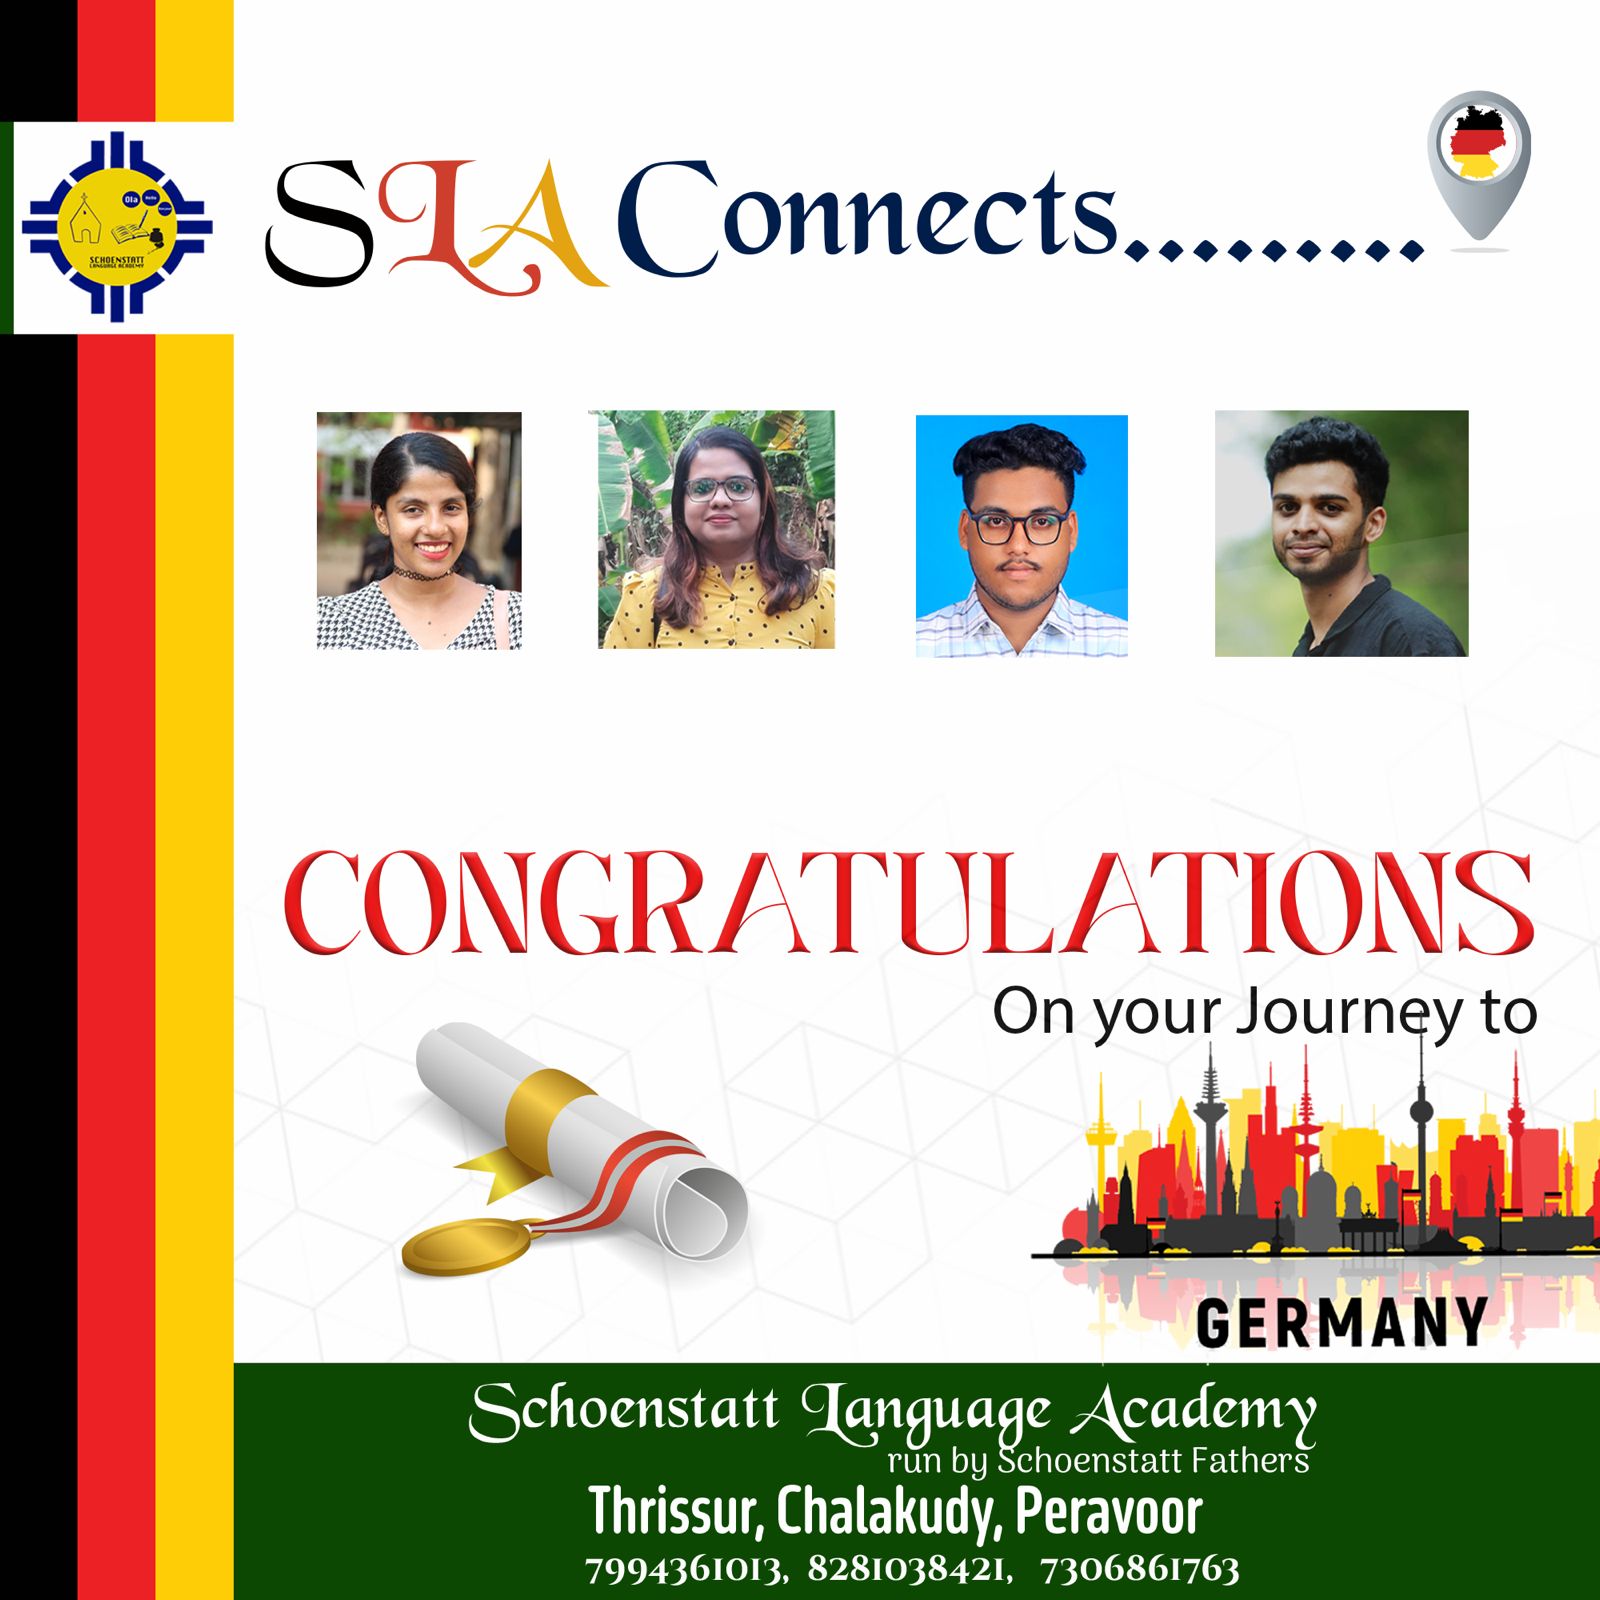 SLA Connects.........
Ola
SCHOENSTATT
LANGUAGE ACADEMY
CONGRATULATIONS
On your Journey to
GERMANY
Schoenstatt Language Academy
run by Schoenstatt Fathers
Thrissur, Chalakudy, Peravoor
7994361013, 8281038421, 7306861763